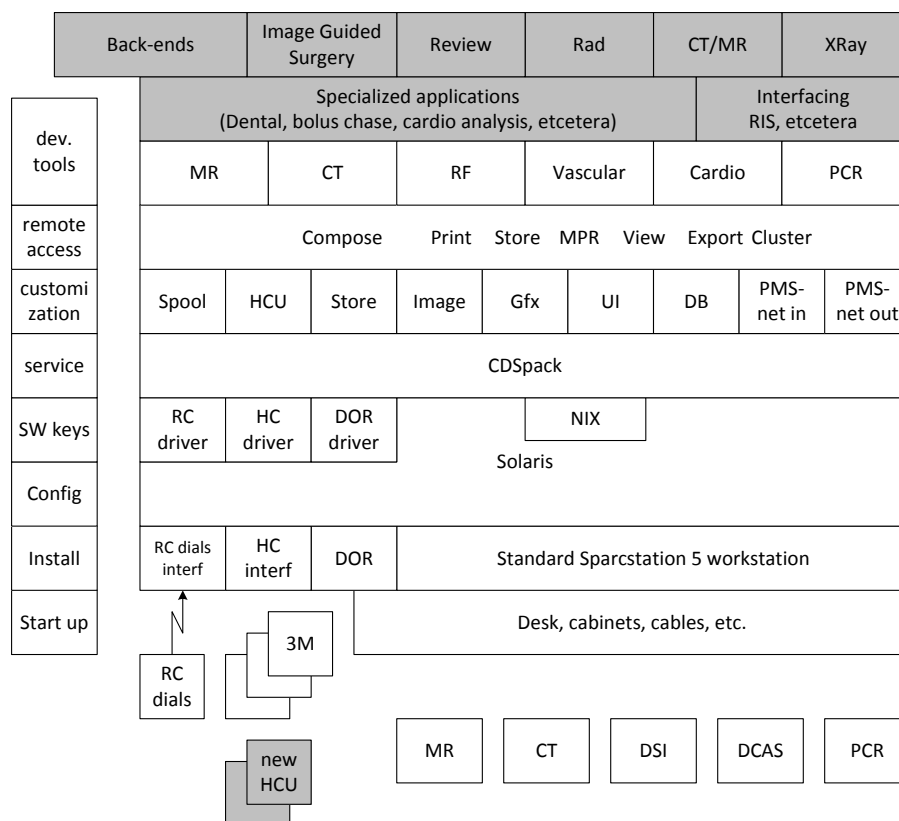 Back-ends
Image Guided
Surgery
Review
Rad
CT/MR
XRay
Specialized applications
(Dental, bolus chase, cardio analysis, etcetera)
Interfacing
RIS, etcetera
dev.
tools
MR
CT
RF
Vascular
Cardio
PCR
remote
access
Compose Print Store MPR View Export Cluster
customi
zation
Spool
HCU
Store
Image
Gfx
UI
DB
PMS-
net in
PMS-
net out
service
CDSpack
SW keys
RC
driver
HC
driver
DOR
driver
NIX
Solaris
Config
Install
RC dials
interf
HC
interf
DOR
Standard Sparcstation 5 workstation
Start up
Desk, cabinets, cables, etc.
3M
RC
dials
new
HCU
MR
CT
DSI
DCAS
PCR